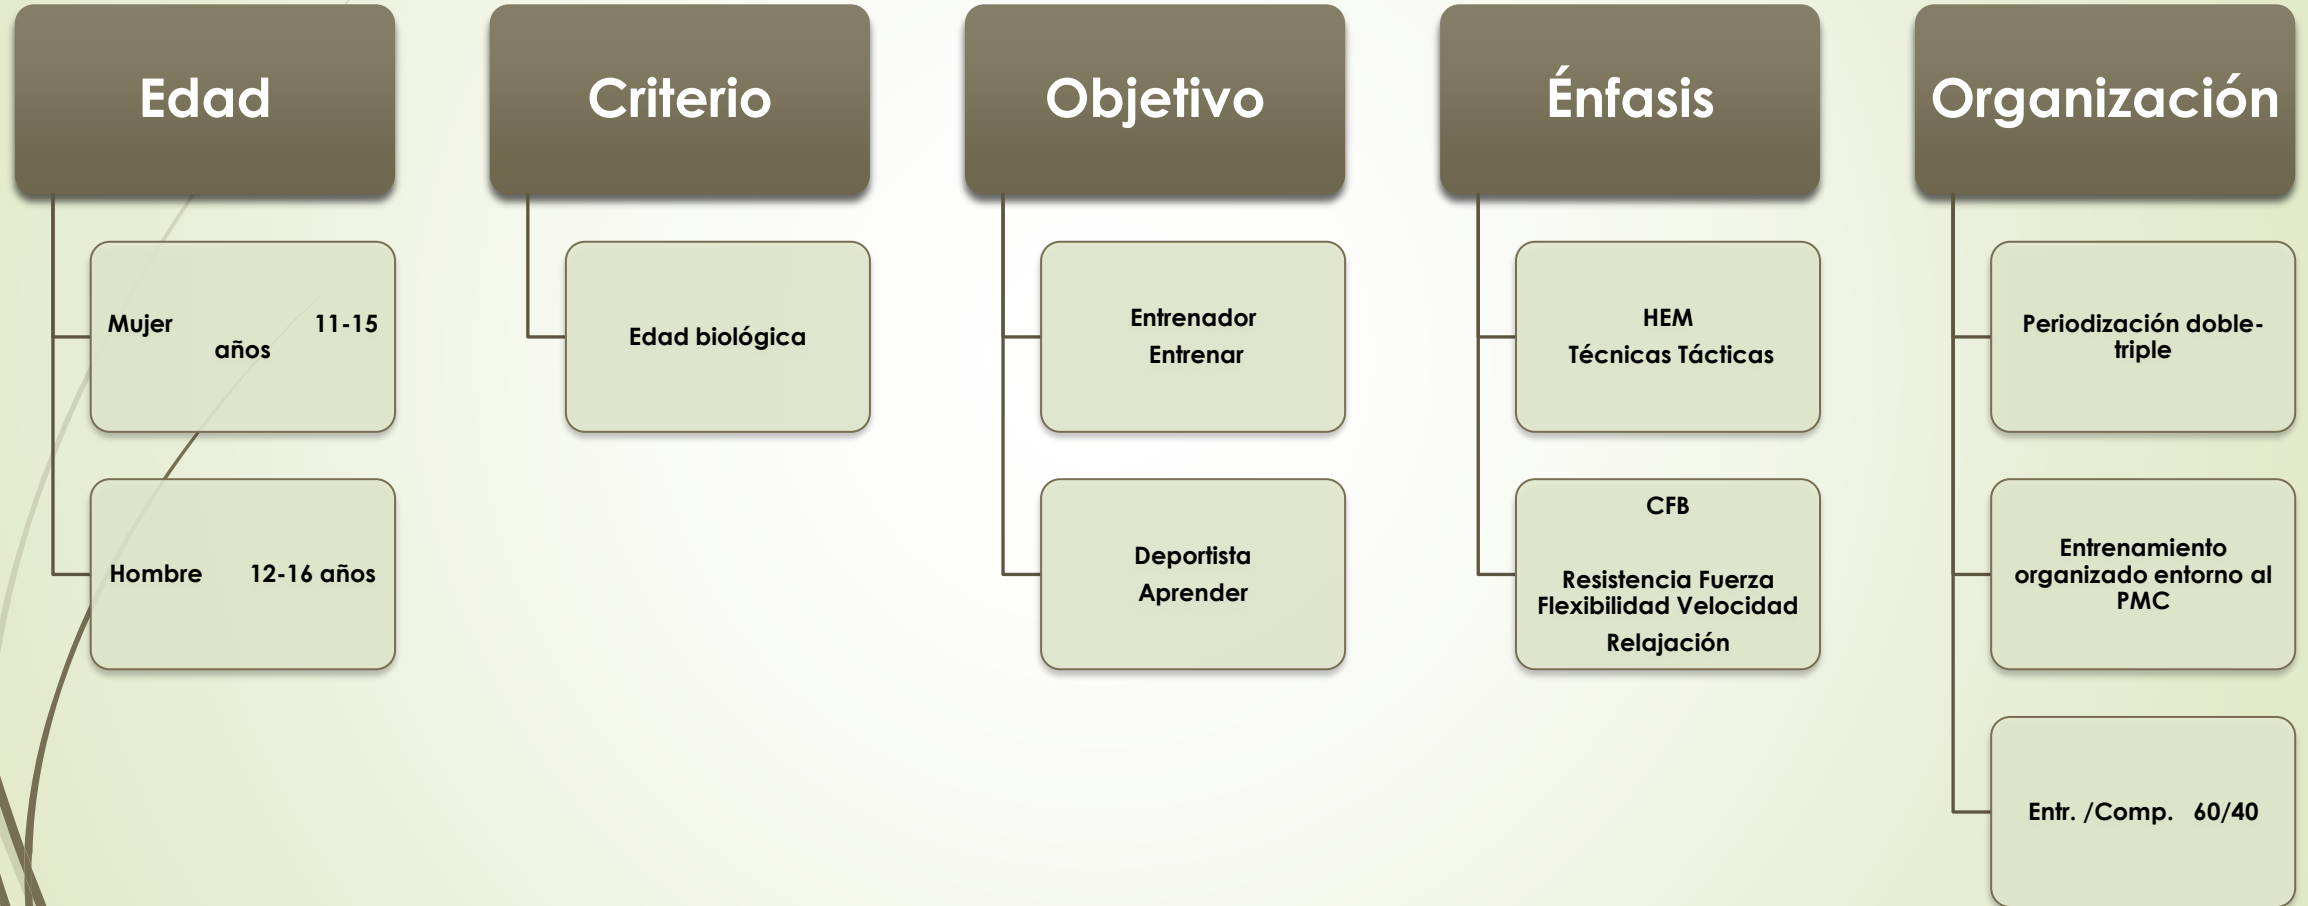 Edad
Mujer 11-15
años
Hombre 12-16 años
Criterio
Edad biológica
Objetivo
Entrenador
Entrenar
Deportista
Aprender
Énfasis
HEM
Técnicas Tácticas
CFB
Resistencia Fuerza
Flexibilidad Velocidad
Relajación
Organización
Periodización doble-
triple
Entrenamiento
organizado entorno al
PMC
Entr. /Comp. 60/40